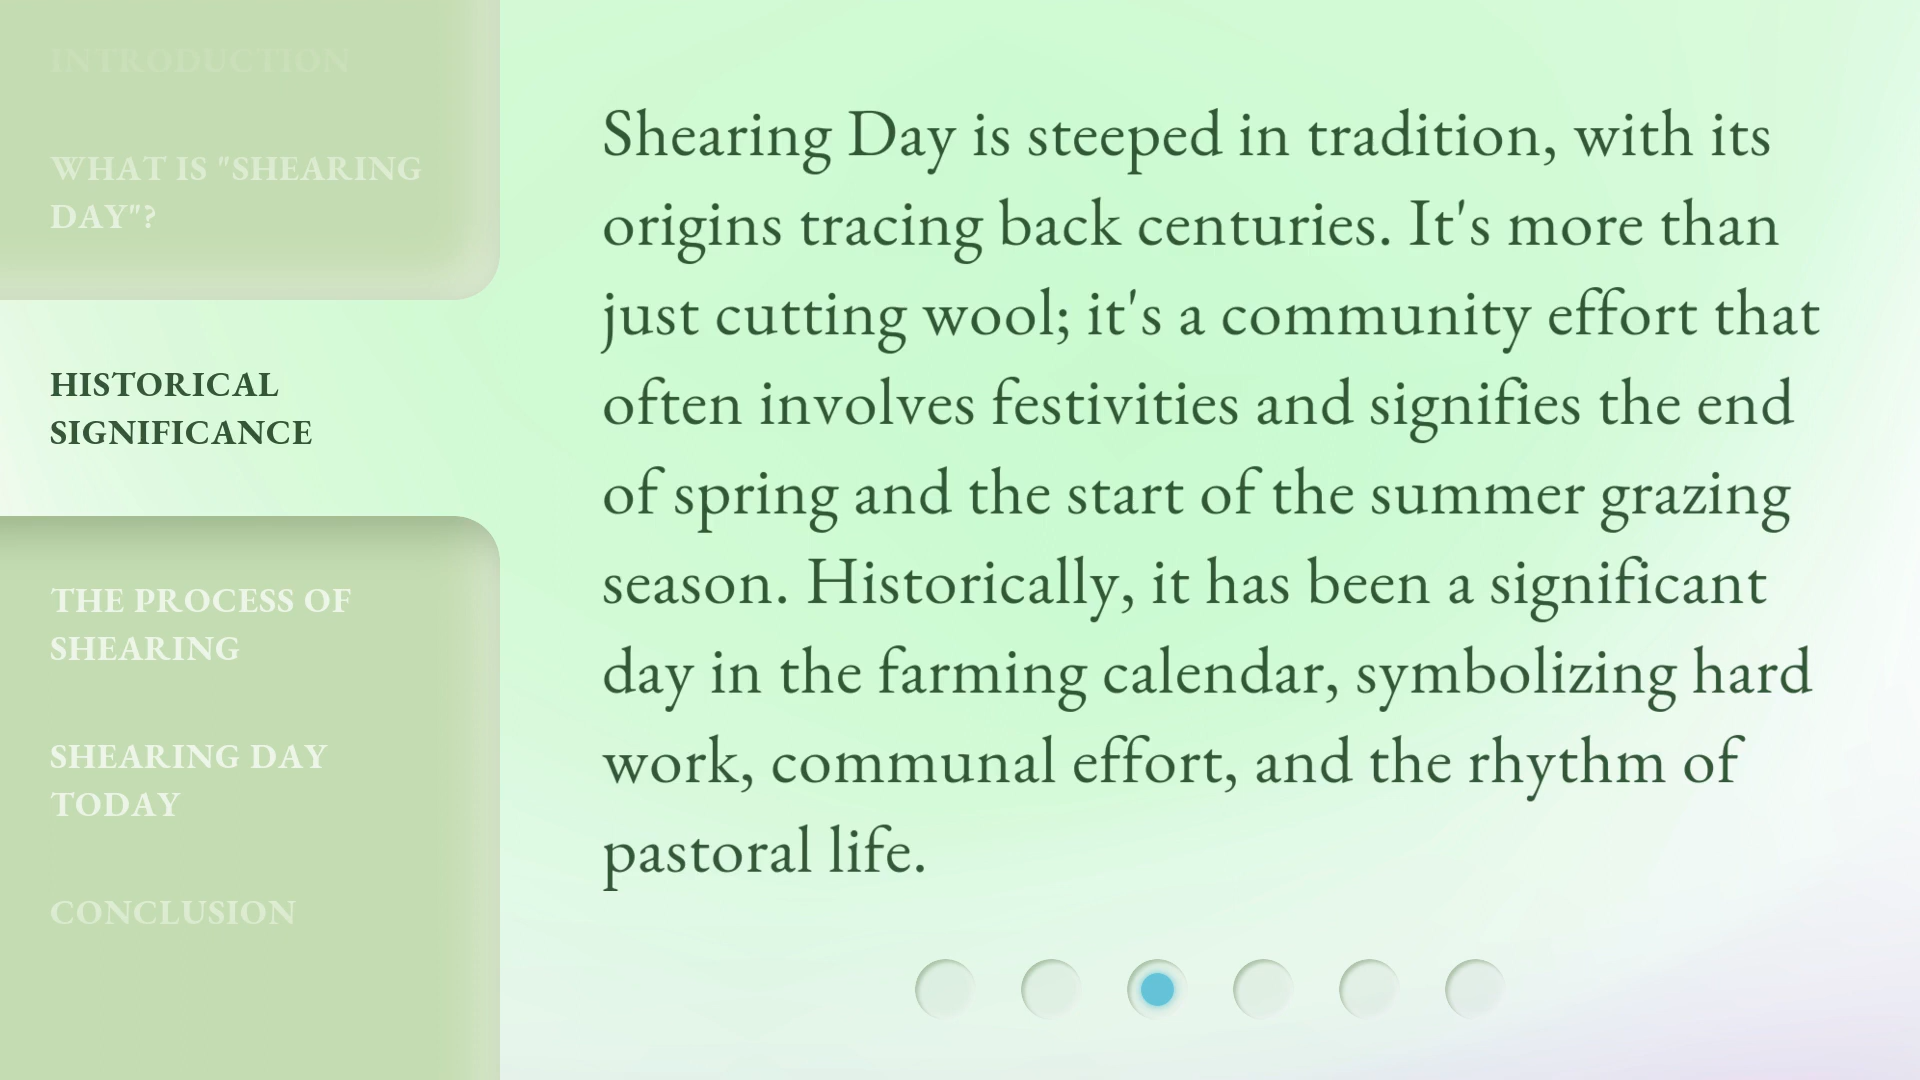 INTRODUCTION
WHAT IS "SHEARING
DAY"?
HISTORICAL
SIGNIFICANCE
THE PROCESS OF
SHEARING
SHEARING DAY
TODAY
CONCLUSION
Shearing Day is steeped in tradition, with its
origins tracing back centuries. It's more than
just cutting wool; it's a community effort that
often involves festivities and signifies the end
of spring and the start of the summer grazing
season. Historically, it has been a significant
day in the farming calendar, symbolizing hard
work, communal effort, and the rhythm of
pastoral life.